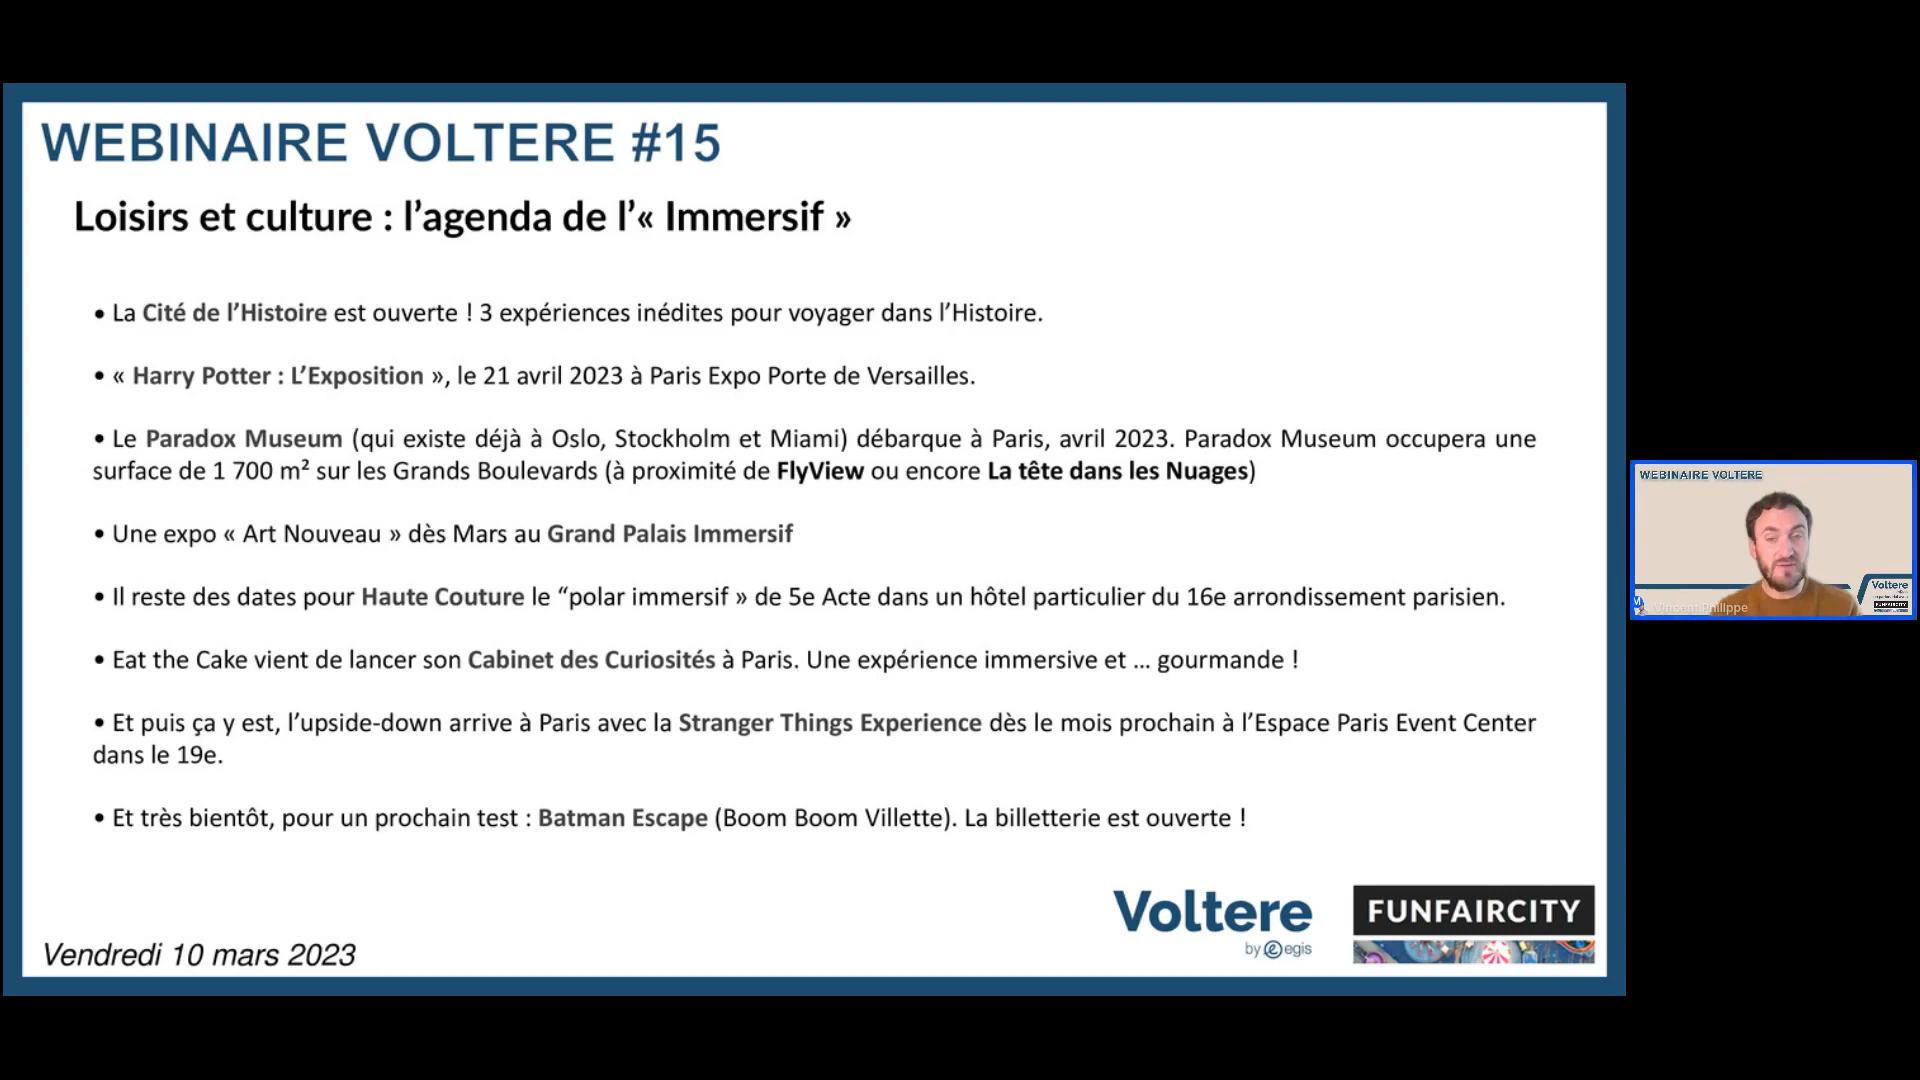 WEBINAIRE VOLTERE #15
Loisirs et culture : l’agenda de l’« Immersif »
• La Cité de l’Histoire est ouverte ! 3 expériences inédites pour voyager dans l’Histoire.
• « Harry Potter : L’Exposition », le 21 avril 2023 à Paris Expo Porte de Versailles.
• Le Paradox Museum (qui existe déjà à Oslo, Stockholm et Miami) débarque à Paris, avril 2023. Paradox Museum occupera une
surface de 1 700 m² sur les Grands Boulevards (à proximité de FlyView ou encore La tête dans les Nuages)
• Une expo « Art Nouveau » dès Mars au Grand Palais Immersif
• Il reste des dates pour Haute Couture le “polar immersif » de 5e Acte dans un hôtel particulier du 16e arrondissement parisien.
• Eat the Cake vient de lancer son Cabinet des Curiosités à Paris. Une expérience immersive et … gourmande !
• Et puis ça y est, l’upside-down arrive à Paris avec la Stranger Things Experience dès le mois prochain à l’Espace Paris Event Center
dans le 19e.
• Et très bientôt, pour un prochain test : Batman Escape (Boom Boom Villette). La billetterie est ouverte !
Voltere
by egis
FUNFAIRCITY
Vendredi 10 mars 2023
WEBINAIRE VOLTERE
Voltere
FUNFAIRCITY
Vincent Philippe